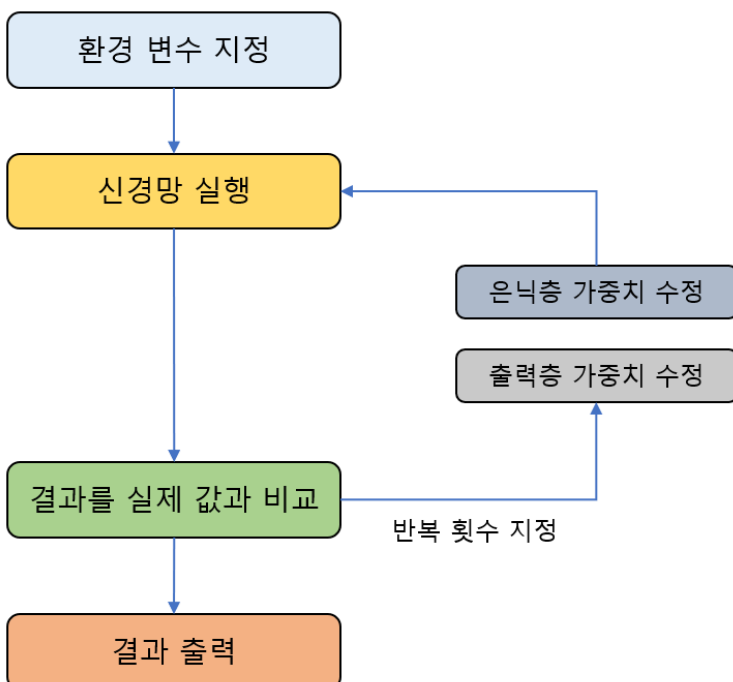 환경 변수 지정
신경망 실행
은닉층 가중치 수정
출력층 가중치 수정
결과를 실제 값과 비교
반복 횟수 지정
결과 출력